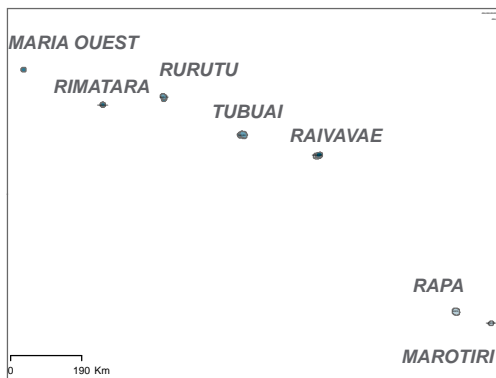 MARIA OUEST
RURUTU
RIMATARA
TUBUAI
RAIVAVAE
RAPA
MAROTIRI
0 190 Km